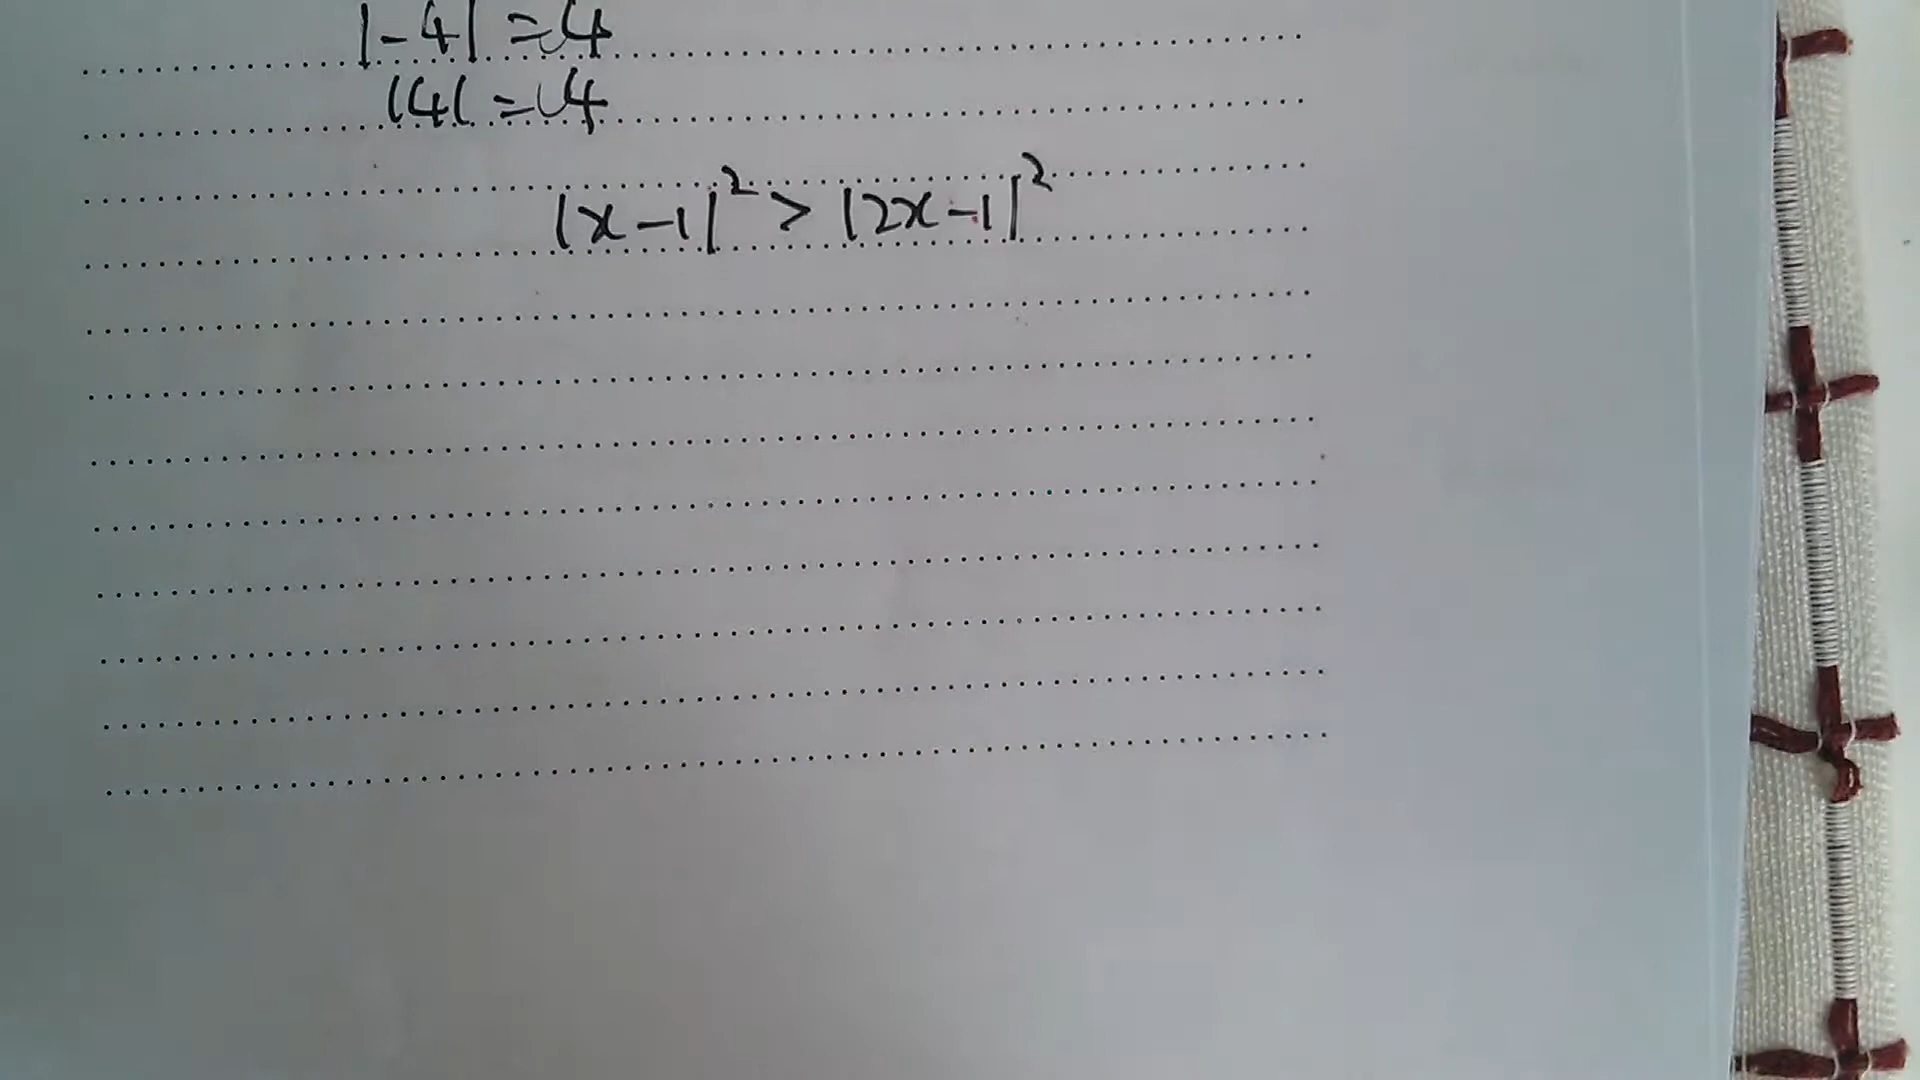 |-4| = 4
|4| = 4
|x-1|² > |2x-1|²